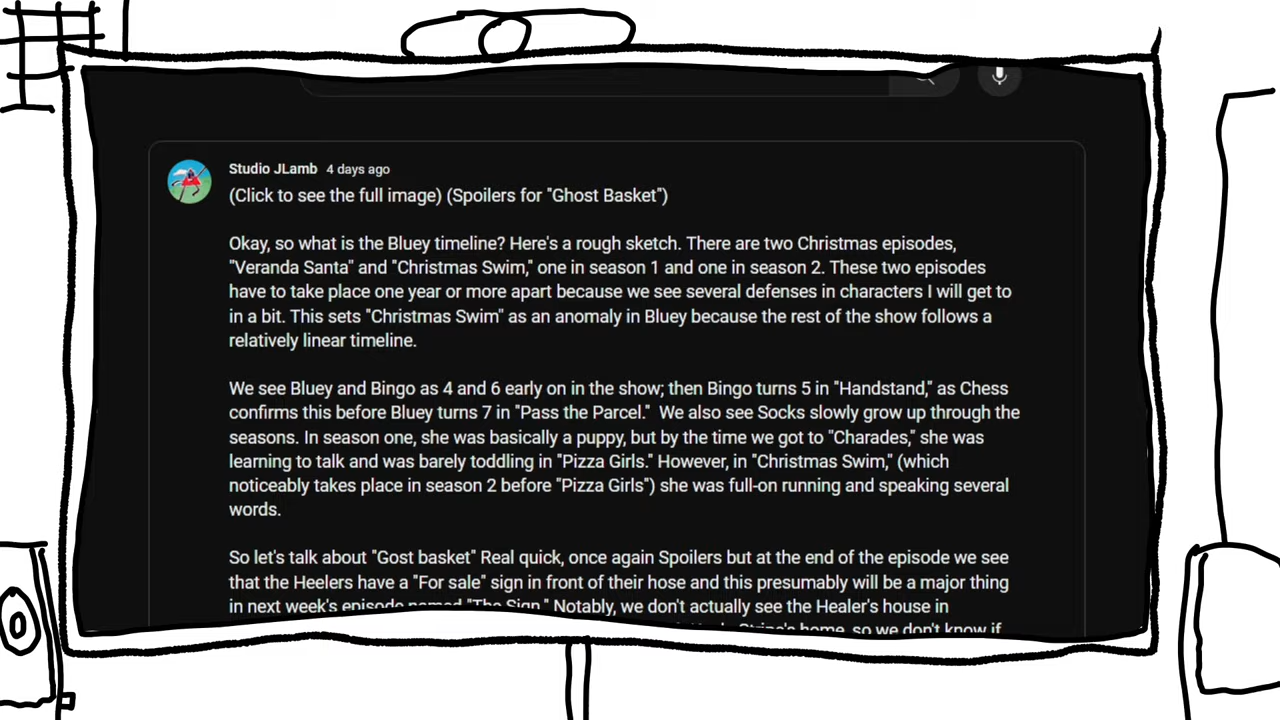 Studio JLamb 4 days ago
(Click to see the full image) (Spoilers for "Ghost Basket")
Okay, so what is the Bluey timeline? Here's a rough sketch. There are two Christmas episodes,
"Veranda Santa" and "Christmas Swim," one in season 1 and one in season 2. These two episodes
have to take place one year or more apart because we see several defenses in characters I will get to
in a bit. This sets "Christmas Swim" as an anomaly in Bluey because the rest of the show follows a
relatively linear timeline.
We see Bluey and Bingo as 4 and 6 early on in the show; then Bingo turns 5 in "Handstand," as Chess
confirms this before Bluey turns 7 in "Pass the Parcel." We also see Socks slowly grow up through the
seasons. In season one, she was basically a puppy, but by the time we got to "Charades," she was
learning to talk and was barely toddling in "Pizza Girls." However, in "Christmas Swim," (which
noticeably takes place in season 2 before "Pizza Girls") she was full-on running and speaking several
words.
So let's talk about "Gost basket" Real quick, once again Spoilers but at the end of the episode we see
that the Heelers have a "For sale" sign in front of their hose and this presumably will be a major thing
in next week's episode named "The Sign." Notably, we don't actually see the Healer's house in
home, so we don't know if